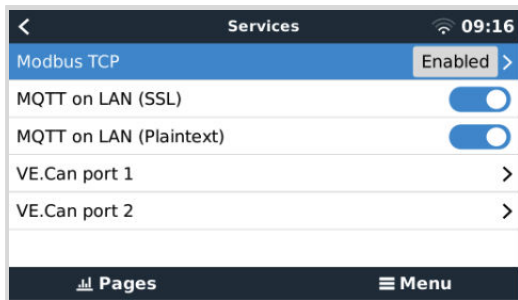 Services 09:16
Modbus TCP Enabled
MQTT on LAN (SSL)
MQTT on LAN (Plaintext)
VE.Can port 1
VE.Can port 2
Pages Menu